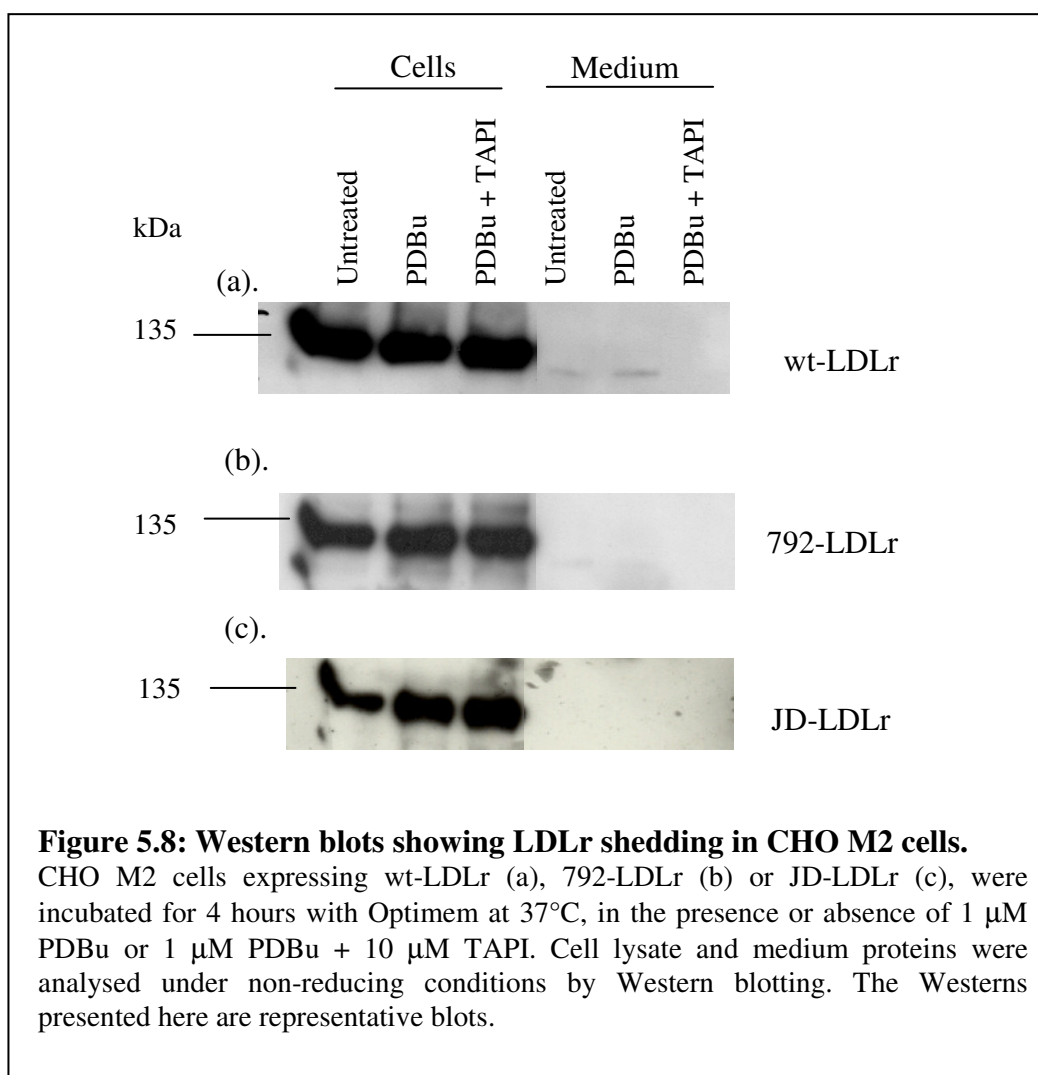 Cells Medium
Untreated PDBu PDBu + TAPI Untreated PDBu PDBu + TAPI
kDa
(a).
135
wt-LDLr
(b).
135
792-LDLr
(c).
135
JD-LDLr
Figure 5.8: Western blots showing LDLr shedding in CHO M2 cells.
CHO M2 cells expressing wt-LDLr (a), 792-LDLr (b) or JD-LDLr (c), were
incubated for 4 hours with Optimem at 37°C, in the presence or absence of 1 μM
PDBu or 1 μM PDBu + 10 μM TAPI. Cell lysate and medium proteins were
analysed under non-reducing conditions by Western blotting. The Westerns
presented here are representative blots.